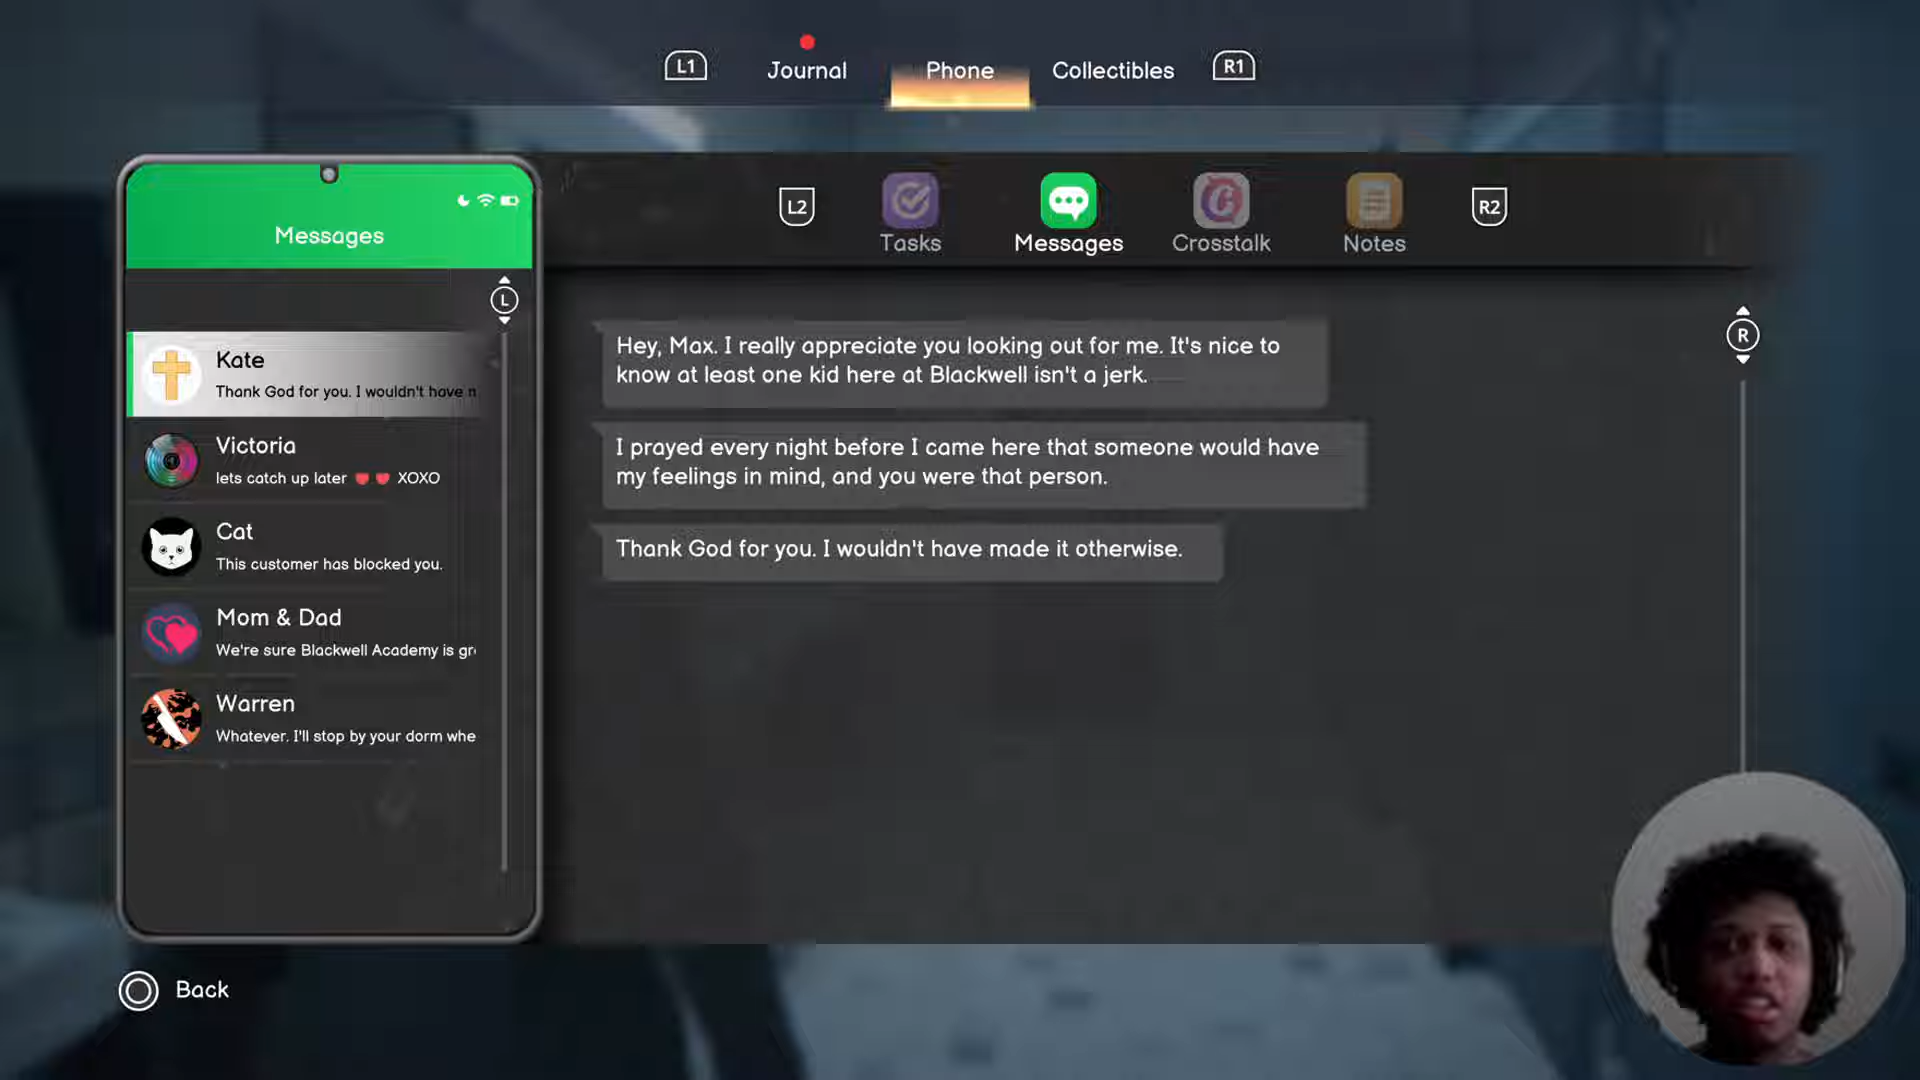 L1
Journal
Phone
Collectibles
R1
Messages
L
Kate
Thank God for you. I wouldn't have n
Victoria
lets catch up later ❤️ ❤️ XOXO
Cat
This customer has blocked you.
Mom & Dad
We're sure Blackwell Academy is gr
Warren
Whatever. I'll stop by your dorm whe
L2
Tasks
Messages
Crosstalk
Notes
R2
R
Hey, Max. I really appreciate you looking out for me. It's nice to
know at least one kid here at Blackwell isn't a jerk.
I prayed every night before I came here that someone would have
my feelings in mind, and you were that person.
Thank God for you. I wouldn't have made it otherwise.
Back